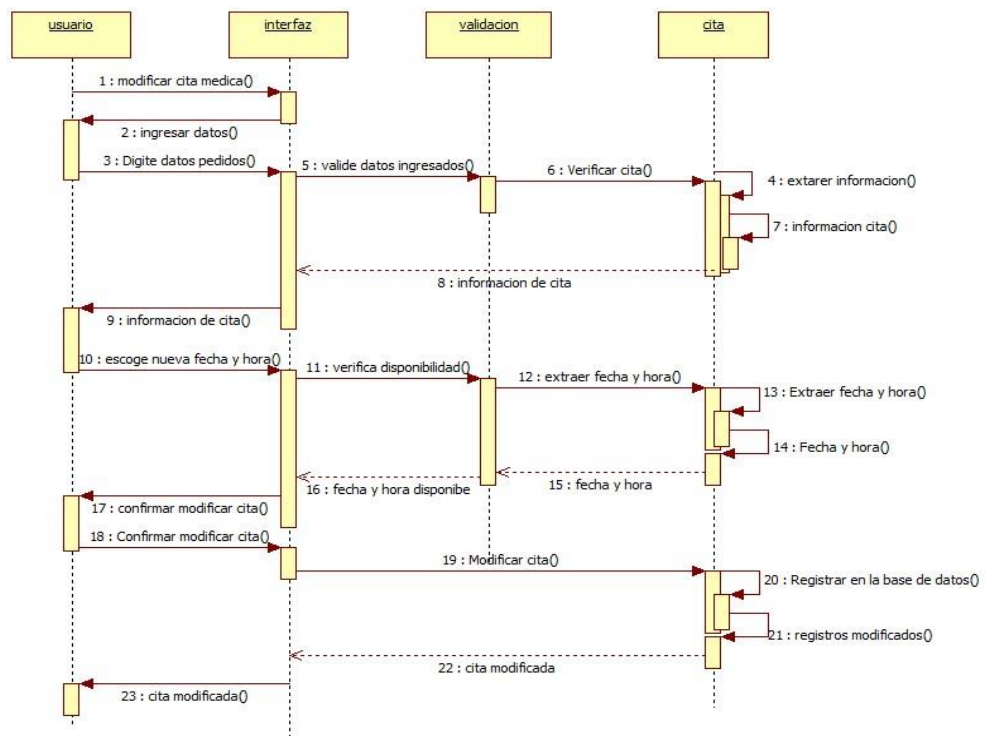 usuario
interfaz
validacion
cita
1 : modificar cita medica()
2 : ingresar datos()
3 : Digite datos pedidos()
5 : valide datos ingresados()
6 : Verificar cita()
4 : extarer informacion()
7 : informacion cita()
8 : informacion de cita
9 : informacion de cita()
10 : escoge nueva fecha y hora()
11 : verifica disponibilidad()
12 : extraer fecha y hora()
13 : Extraer fecha y hora()
14 : Fecha y hora()
15 : fecha y hora
16 : fecha y hora disponibe
17 : confirmar modificar cita()
18 : Confirmar modificar cita()
19 : Modificar cita()
20 : Registrar en la base de datos()
21 : registros modificados()
22 : cita modificada
23 : cita modificada()